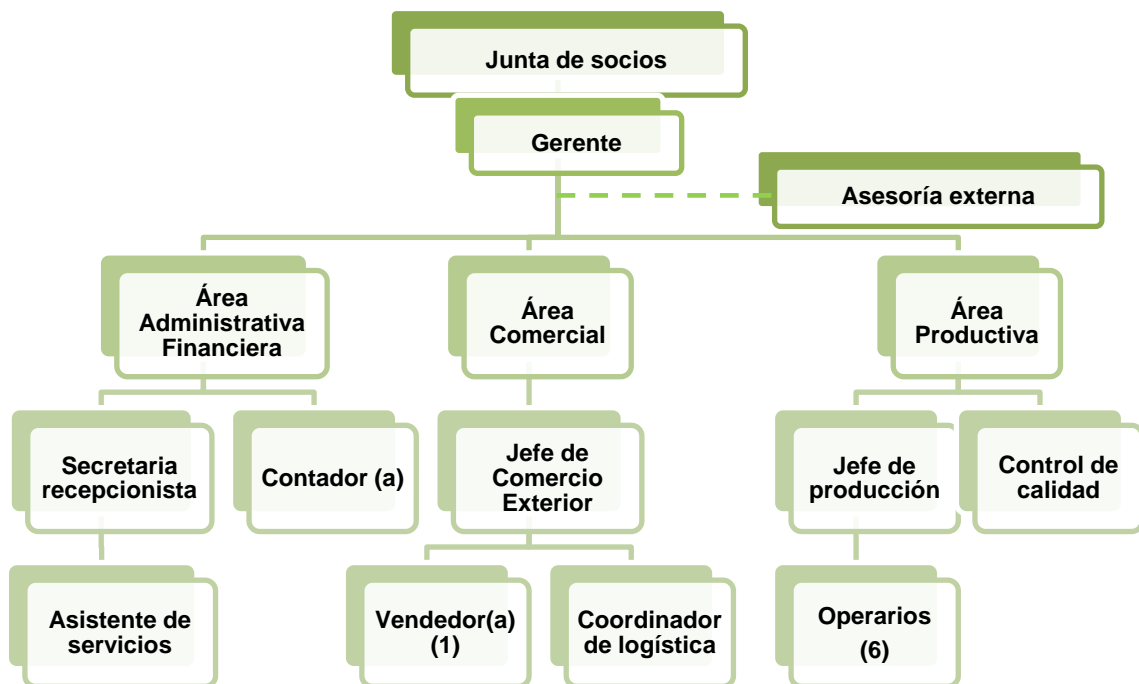 Junta de socios
Gerente
Asesoría externa
Área
Administrativa
Financiera
Área
Comercial
Área
Productiva
Secretaria
recepcionista
Contador (a)
Jefe de
Comercio
Exterior
Jefe de
producción
Control de
calidad
Asistente de
servicios
Vendedor(a)
(1)
Coordinador
de logística
Operarios
(6)